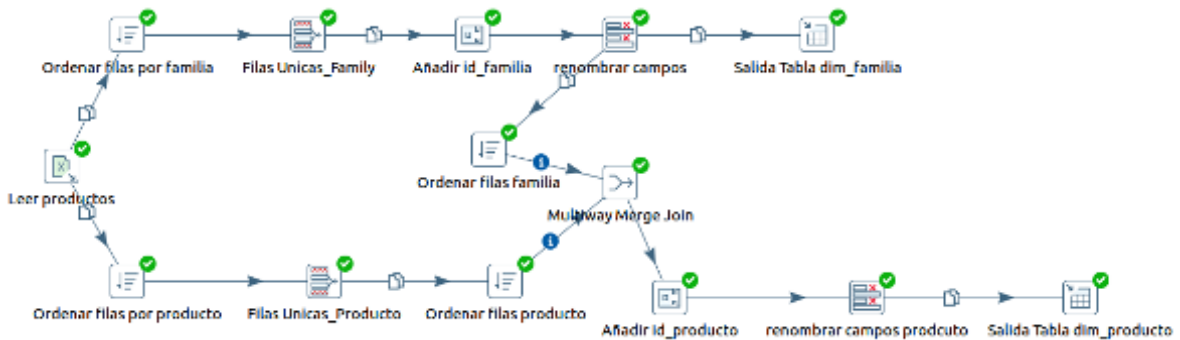 Ordenar filas por familia
Filas Unicas_Family
Añadir id_familia
renombrar campos
Salida Tabla dim_familia
Leer productos
Ordenar filas familia
Multiway Merge Join
Ordenar filas por producto
Filas Unicas_Producto
Ordenar filas producto
Añadir id_producto
renombrar campos prodcuto
Salida Tabla dim_producto